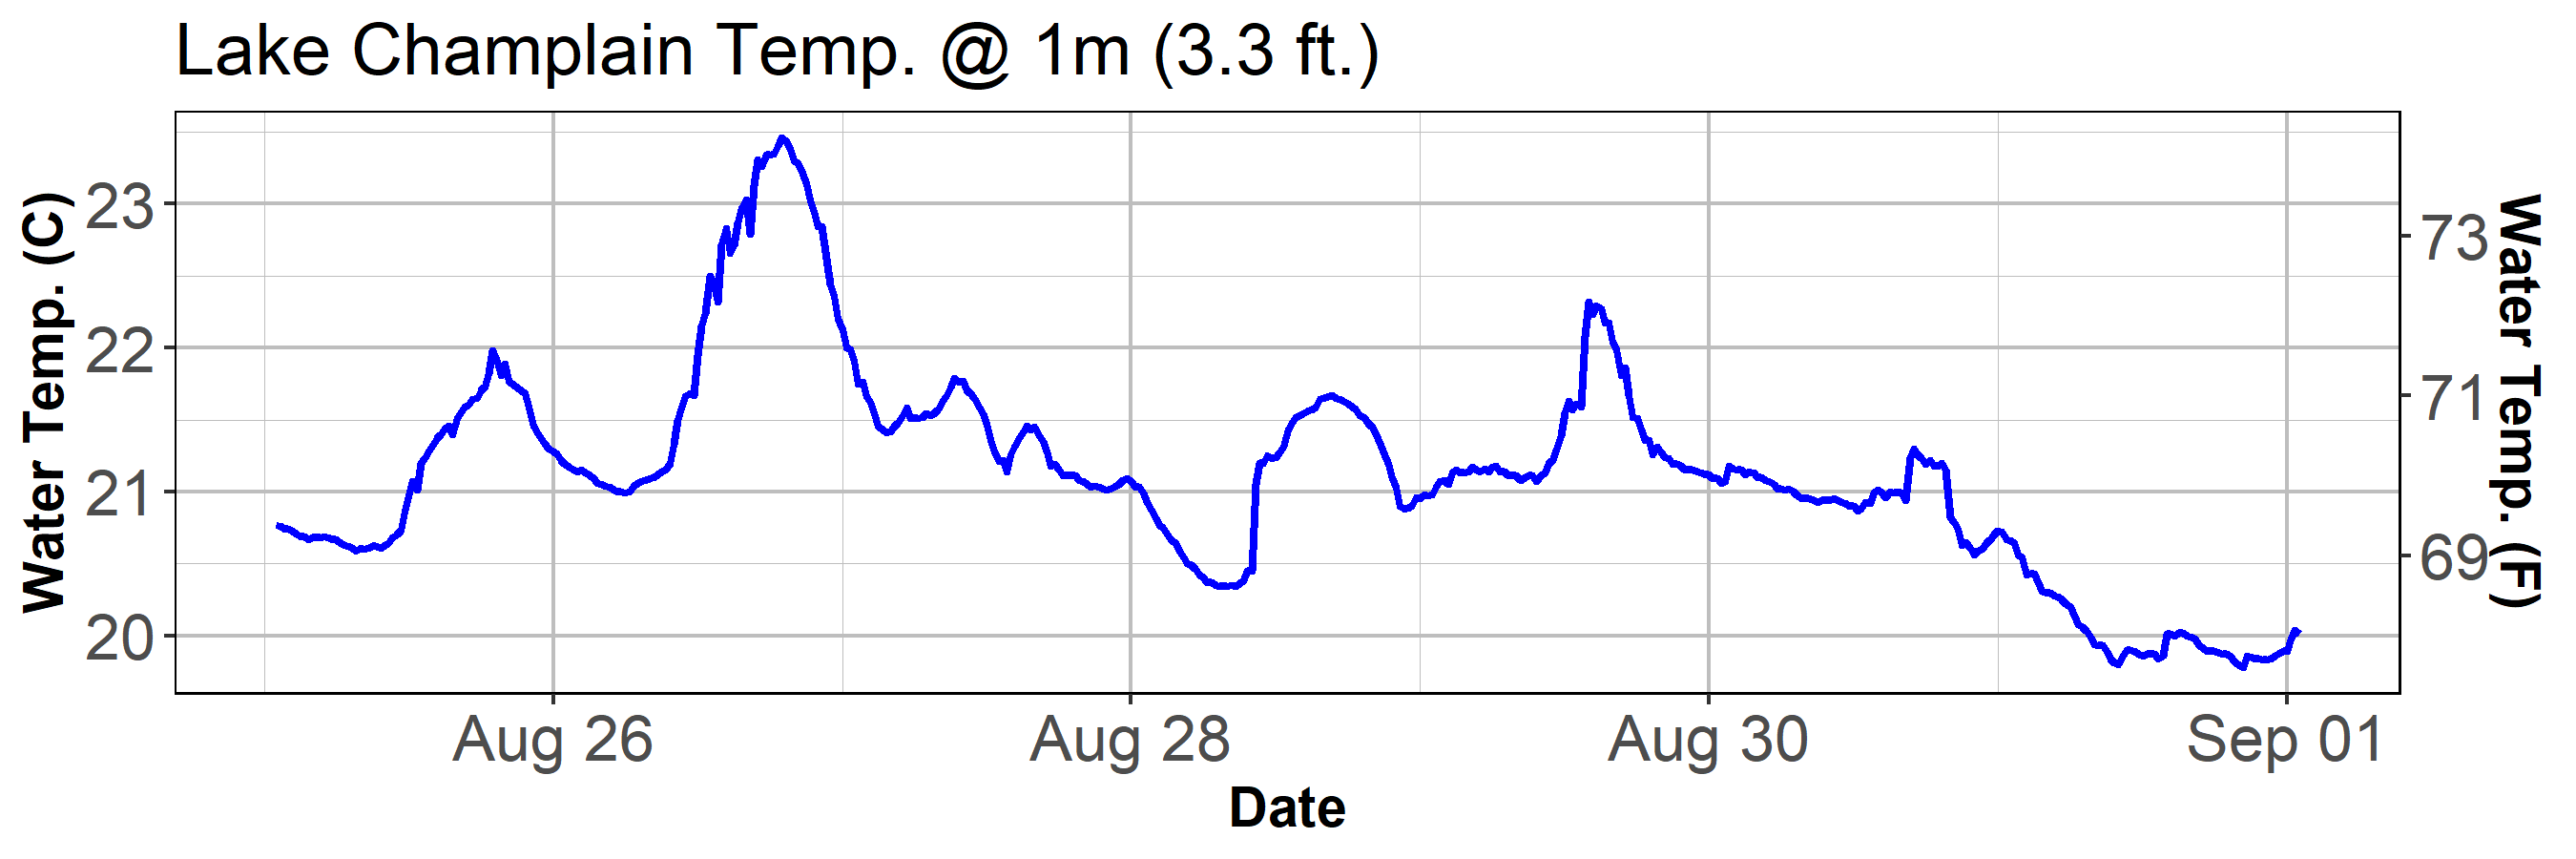 Lake Champlain Temp. @ 1m (3.3 ft.)
Water Temp. (C)
23
22
21
20
73
71
69
Water Temp. (F)
Aug 26
Aug 28
Aug 30
Sep 01
Date